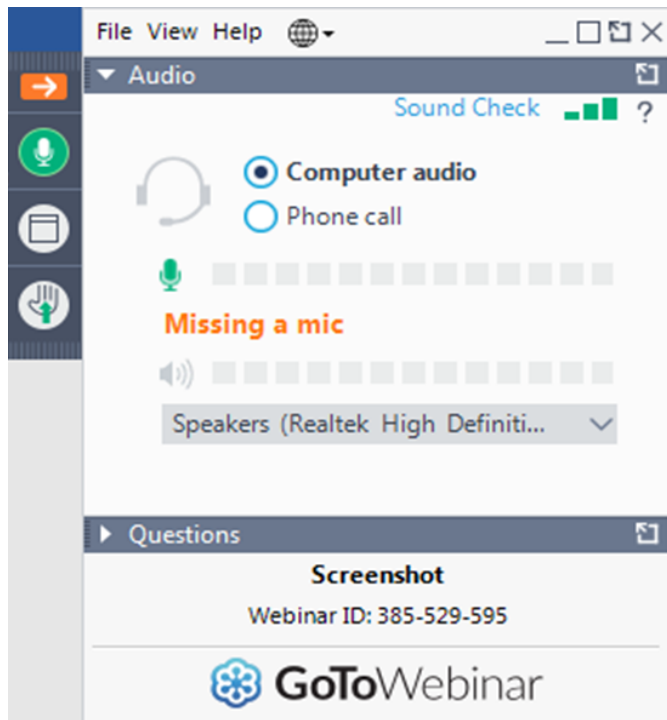 File View Help
Audio
Sound Check ?
Computer audio
Phone call
Missing a mic
Speakers (Realtek High Definiti...
Questions
Screenshot
Webinar ID: 385-529-595
GoToWebinar